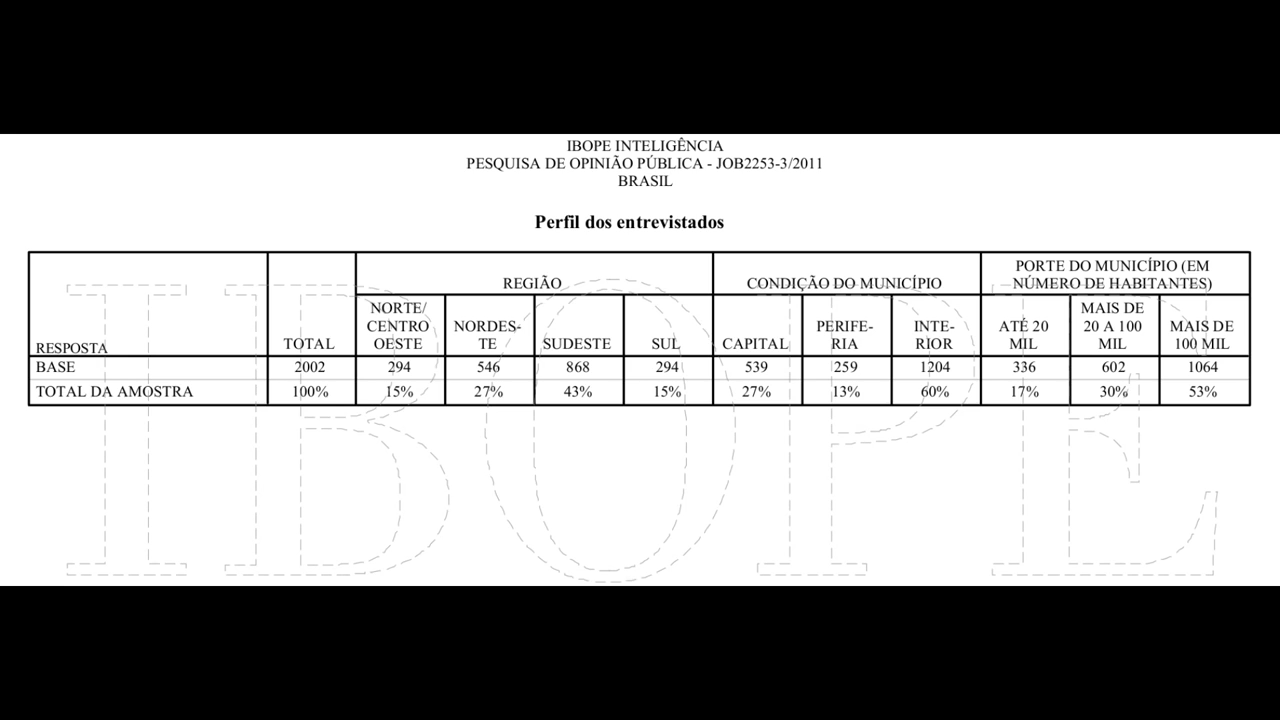 IBOPE INTELIGÊNCIA
PESQUISA DE OPINIÃO PÚBLICA - JOB2253-3/2011
BRASIL
Perfil dos entrevistados
RESPOSTA TOTAL REGIÃO CONDIÇÃO DO MUNICÍPIO PORTE DO MUNICÍPIO (EM
NÚMERO DE HABITANTES)
NORTE/
CENTRO
OESTE
NORDES-
TE
SUDESTE
SUL
CAPITAL
PERIFE-
RIA
INTE-
RIOR
ATÉ 20
MIL
MAIS DE
20 A 100
MIL
MAIS DE
100 MIL
BASE 2002 294 546 868 294 539 259 1204 336 602 1064
TOTAL DA AMOSTRA 100% 15% 27% 43% 15% 27% 13% 60% 17% 30% 53%
IBOPE